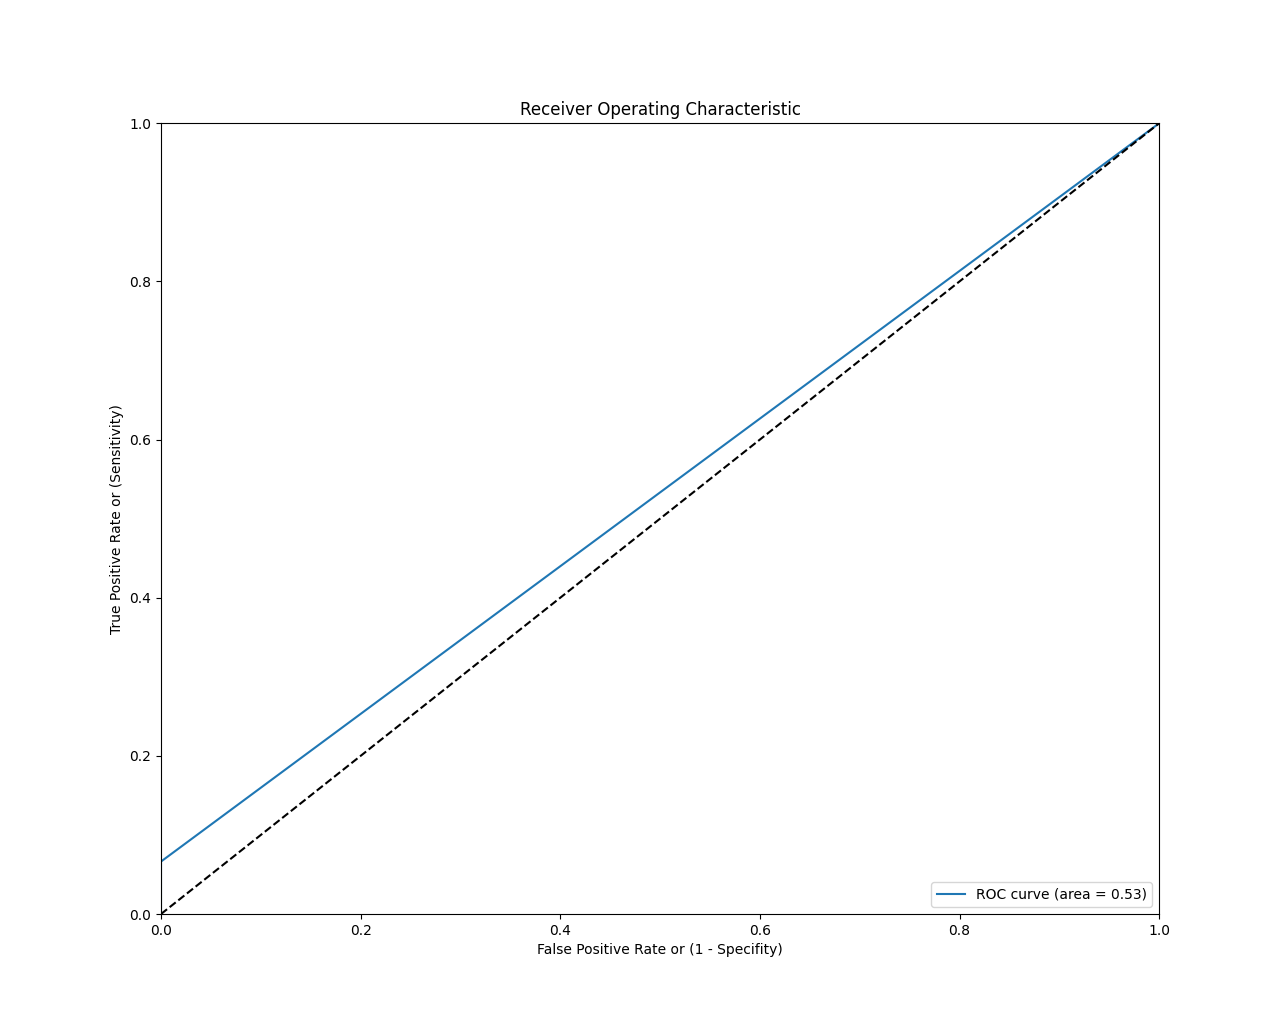 Receiver Operating Characteristic
1.0
0.8
0.6
0.4
0.2
0.0
True Positive Rate or (Sensitivity)
ROC curve (area = 0.53)
0.0 0.2 0.4 0.6 0.8 1.0
False Positive Rate or (1 - Specifity)